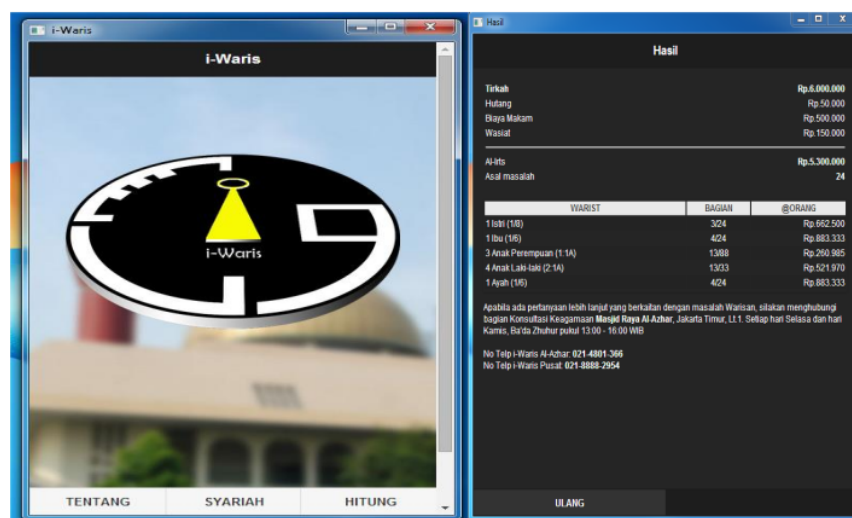 i-Waris
i-Waris
i-Waris
TENTANG SYARIAH HITUNG
Hasil
Hasil
Tirkah Rp.6.000.000
Hutang Rp.50.000
Biaya Makam Rp.500.000
Wasiat Rp.150.000
Al-Irts Rp.5.300.000
Asal masalah 24
WARIST BAGIAN @ORANG
1 Istri (1/8) 3/24 Rp.662.500
1 Ibu (1/6) 4/24 Rp.883.333
3 Anak Perempuan (1:1A) 13/88 Rp.260.985
4 Anak Laki-laki (2:1A) 13/33 Rp.521.970
1 Ayah (1/6) 4/24 Rp.883.333
Apabila ada pertanyaan lebih lanjut yang berkaitan dengan masalah Warisan, silakan menghubungi
bagian Konsultasi Keagamaan Masjid Raya Al-Azhar, Jakarta Timur, Lt.1. Setiap hari Selasa dan hari
Kamis, Ba'da Zhuhur pukul 13:00 - 16:00 WIB
No Telp i-Waris Al-Azhar: 021-4801-366
No Telp i-Waris Pusat: 021-8888-2954
ULANG